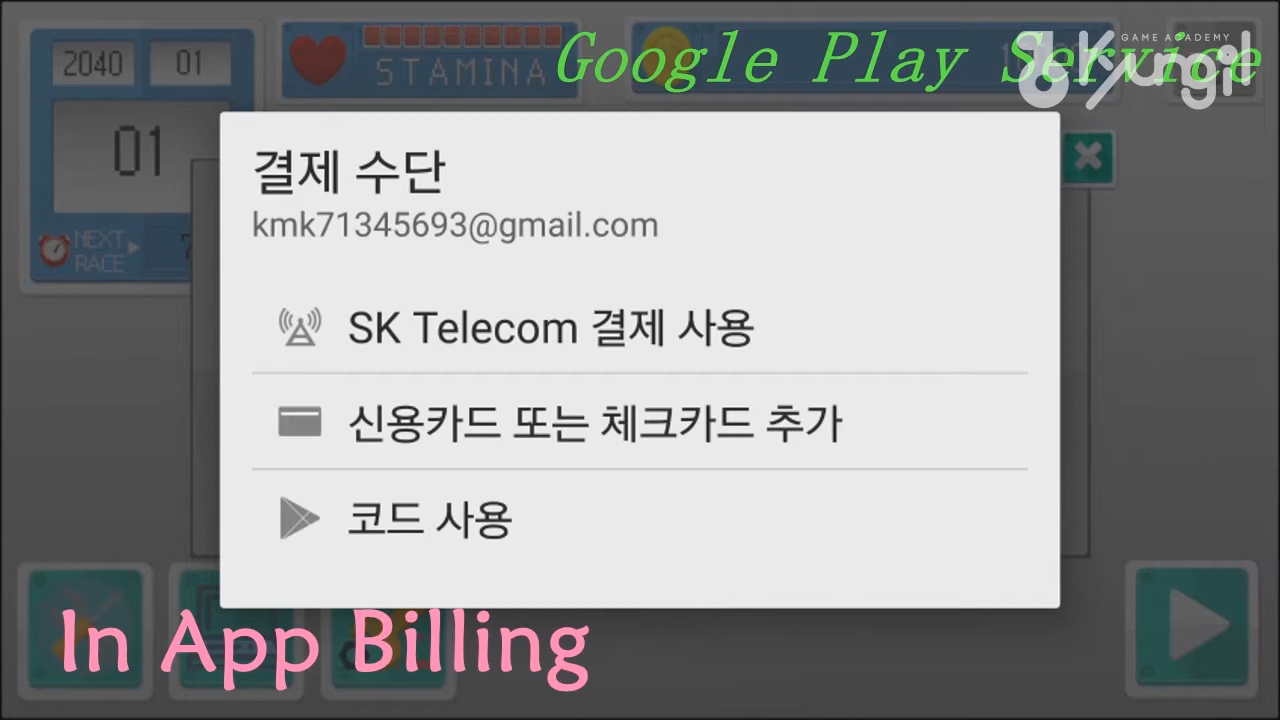 2040
01
STAMINA
Google Play Service
GAME ACADEMY
Kyungil
01
NEXT
RACE
결제 수단
kmk71345693@gmail.com
SK Telecom 결제 사용
신용카드 또는 체크카드 추가
코드 사용
In App Billing